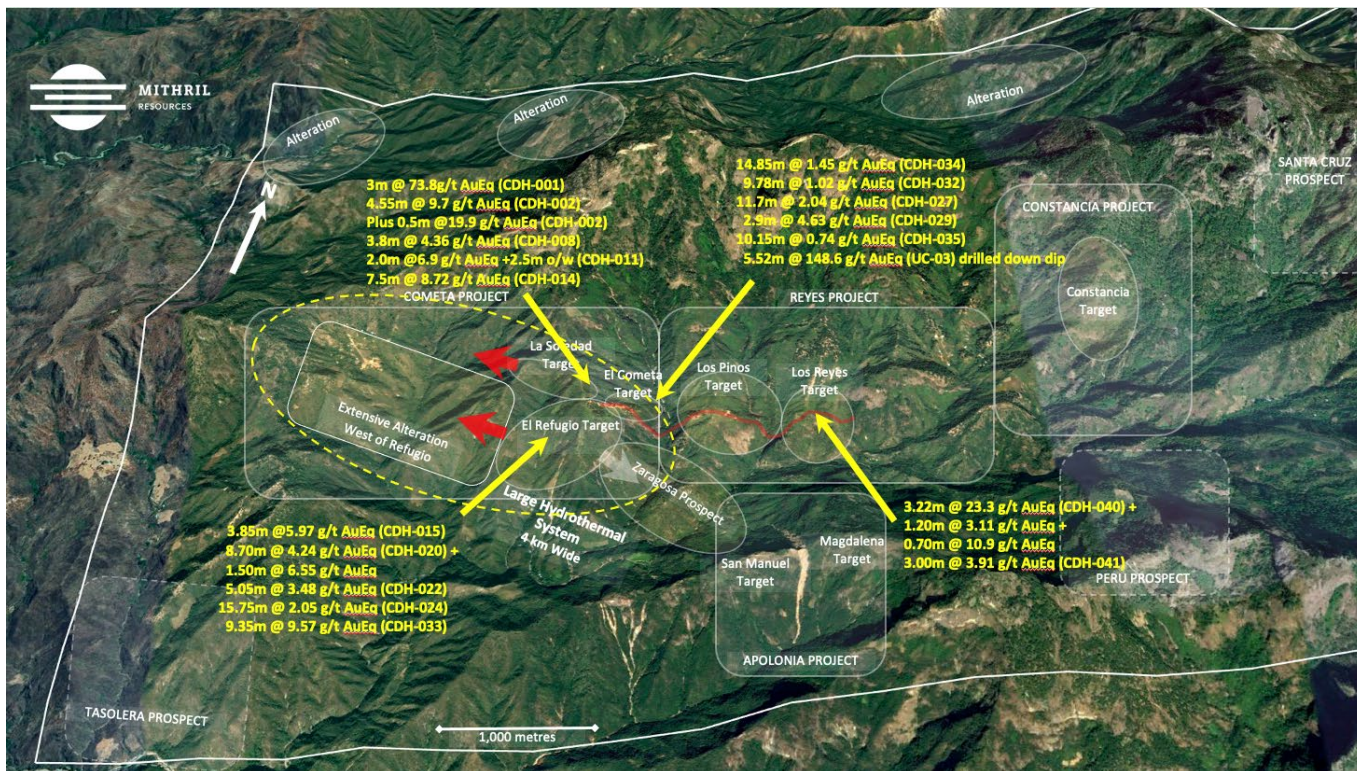 MITHRIL
RESOURCES
Alteration
Alteration
Alteration
N
3m @ 73.8g/t AuEq (CDH-001)
4.55m @ 9.7 g/t AuEq (CDH-002)
Plus 0.5m @19.9 g/t AuEq (CDH-002)
3.8m @ 4.36 g/t AuEq (CDH-008)
2.0m @6.9 g/t AuEq +2.5m o/w (CDH-011)
7.5m @ 8.72 g/t AuEq (CDH-014)
14.85m @ 1.45 g/t AuEq (CDH-034)
9.78m @ 1.02 g/t AuEq (CDH-032)
11.7m @ 2.04 g/t AuEq (CDH-027)
2.9m @ 4.63 g/t AuEq (CDH-029)
10.15m @ 0.74 g/t AuEq (CDH-035)
5.52m @ 148.6 g/t AuEq (UC-03) drilled down dip
SANTA CRUZ
PROSPECT
CONSTANCIA PROJECT
Constancia
Target
COMETA PROJECT
REYES PROJECT
La Soledad
Target
El Cometa
Target
Los Pinos
Target
Los Reyes
Target
Extensive Alteration
West of Refugio
El Refugio Target
Zaragosa Prospect
Large Hydrothermal
System
4 km Wide
3.85m @5.97 g/t AuEq (CDH-015)
8.70m @ 4.24 g/t AuEq (CDH-020) +
1.50m @ 6.55 g/t AuEq
5.05m @ 3.48 g/t AuEq (CDH-022)
15.75m @ 2.05 g/t AuEq (CDH-024)
9.35m @ 9.57 g/t AuEq (CDH-033)
3.22m @ 23.3 g/t AuEq (CDH-040) +
1.20m @ 3.11 g/t AuEq +
0.70m @ 10.9 g/t AuEq
3.00m @ 3.91 g/t AuEq (CDH-041)
PERU PROSPECT
San Manuel
Target
Magdalena
Target
APOLONIA PROJECT
TASOLERA PROSPECT
1,000 metres